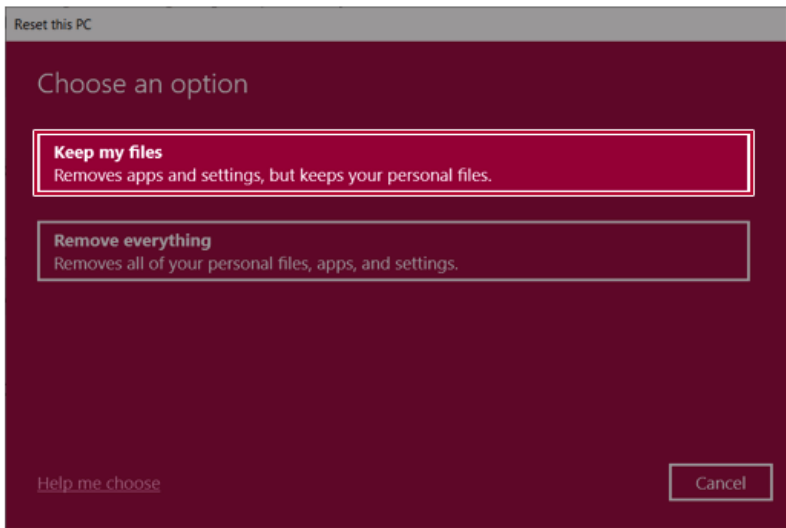 Reset this PC
Choose an option
Keep my files
Removes apps and settings, but keeps your personal files.
Remove everything
Removes all of your personal files, apps, and settings.
Help me choose
Cancel